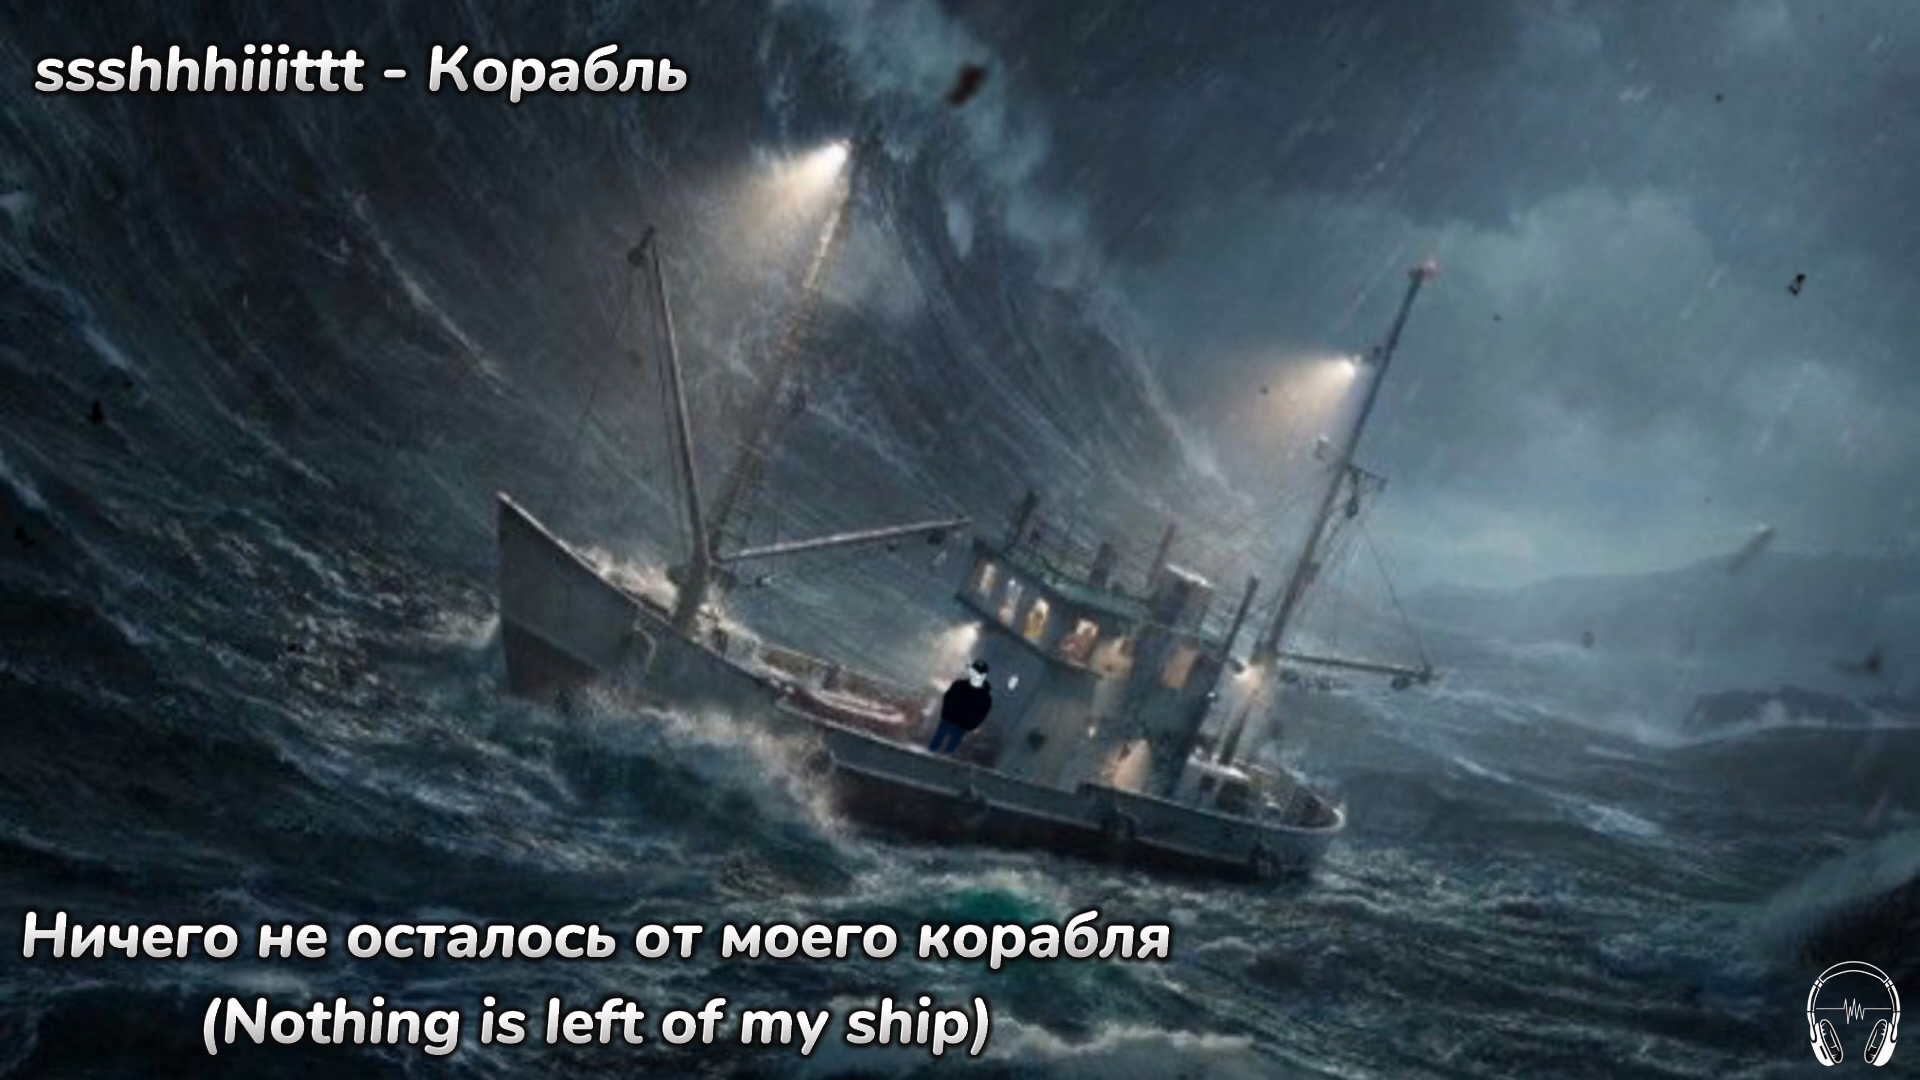 ssshhhiiittt - Корабль
Ничего не осталось от моего корабля
(Nothing is left of my ship)